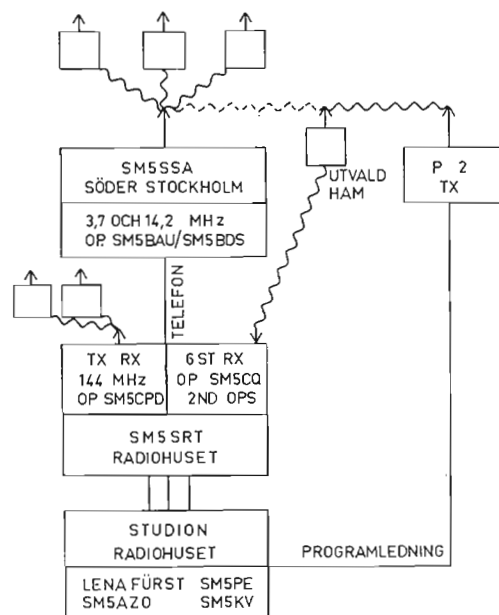 SM5SSA
SÖDER STOCKHOLM
3,7 OCH 14,2 MHz
OP. SM5BAU/SM5BDS
UTVALD
HAM
P 2
TX
TELEFON
TX RX
144 MHz
OP SM5CPD
6 ST RX
OP SM5CQ
2ND OPS
SM5SRT
RADIOHUSET
STUDION
RADIOHUSET
PROGRAMLEDNING
LENA FÜRST SM5PE
SM5AZO SM5KV